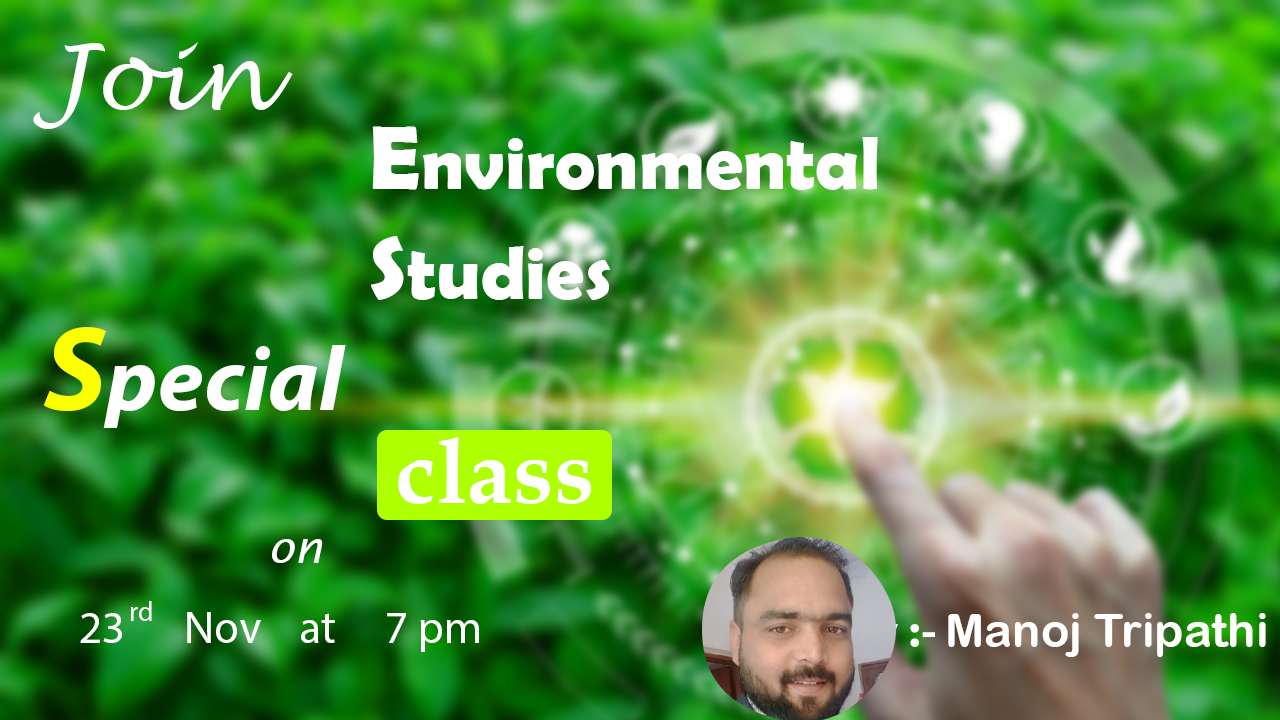 Join
Environmental
Studies
Special
class
on
23rd Nov at 7 pm
:- Manoj Tripathi